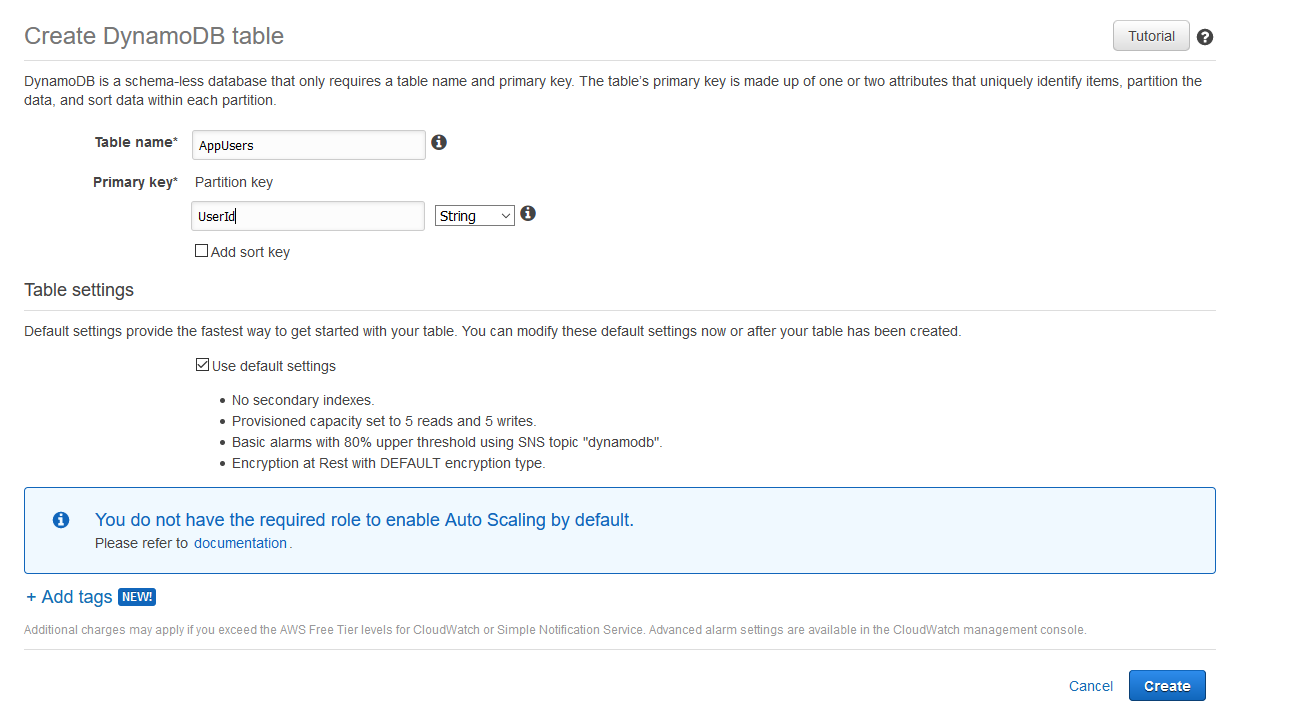 Create DynamoDB table
Tutorial
DynamoDB is a schema-less database that only requires a table name and primary key. The table's primary key is made up of one or two attributes that uniquely identify items, partition the
data, and sort data within each partition.
Table name*
AppUsers
Primary key*
Partition key
UserId
String
Add sort key
Table settings
Default settings provide the fastest way to get started with your table. You can modify these default settings now or after your table has been created.
Use default settings
• No secondary indexes.
• Provisioned capacity set to 5 reads and 5 writes.
• Basic alarms with 80% upper threshold using SNS topic "dynamodb".
• Encryption at Rest with DEFAULT encryption type.
You do not have the required role to enable Auto Scaling by default.
Please refer to documentation.
+ Add tags NEW!
Additional charges may apply if you exceed the AWS Free Tier levels for CloudWatch or Simple Notification Service. Advanced alarm settings are available in the CloudWatch management console.
Cancel
Create